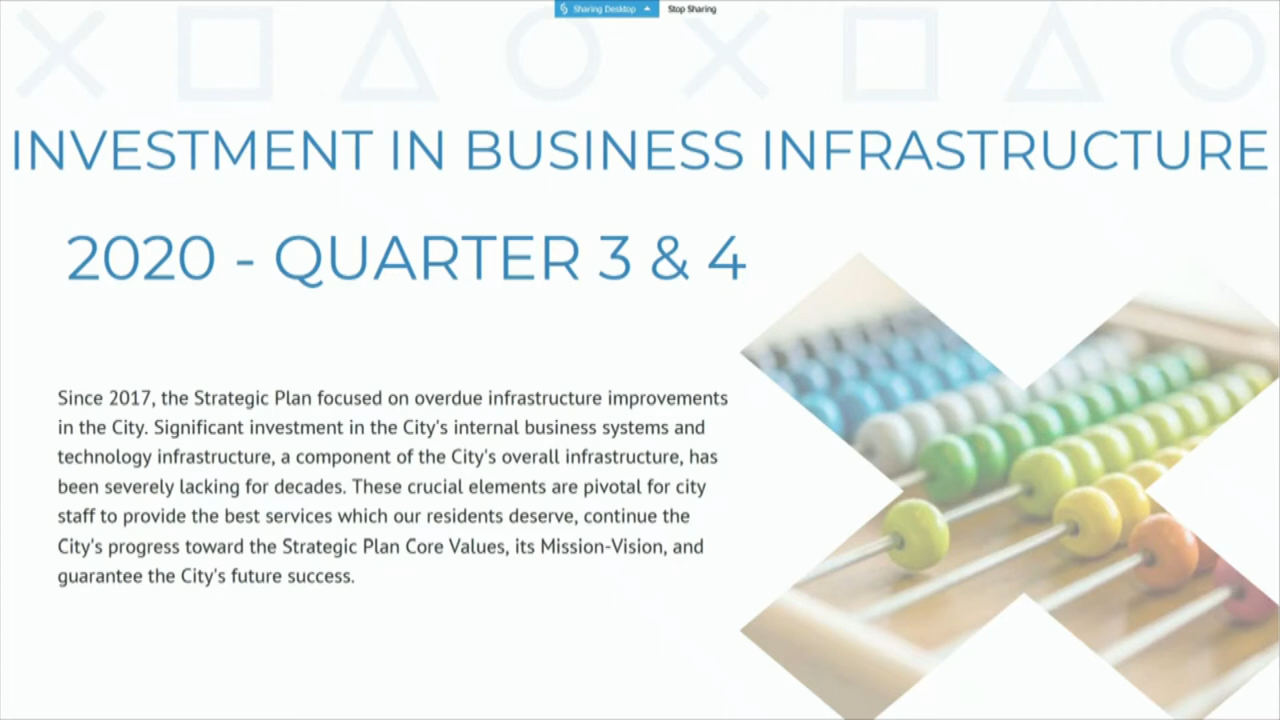 Sharing Desktop Stop Sharing
INVESTMENT IN BUSINESS INFRASTRUCTURE
2020 - QUARTER 3 & 4
Since 2017, the Strategic Plan focused on overdue infrastructure improvements
in the City. Significant investment in the City's internal business systems and
technology infrastructure, a component of the City's overall infrastructure, has
been severely lacking for decades. These crucial elements are pivotal for city
staff to provide the best services which our residents deserve, continue the
City's progress toward the Strategic Plan Core Values, its Mission-Vision, and
guarantee the City's future success.